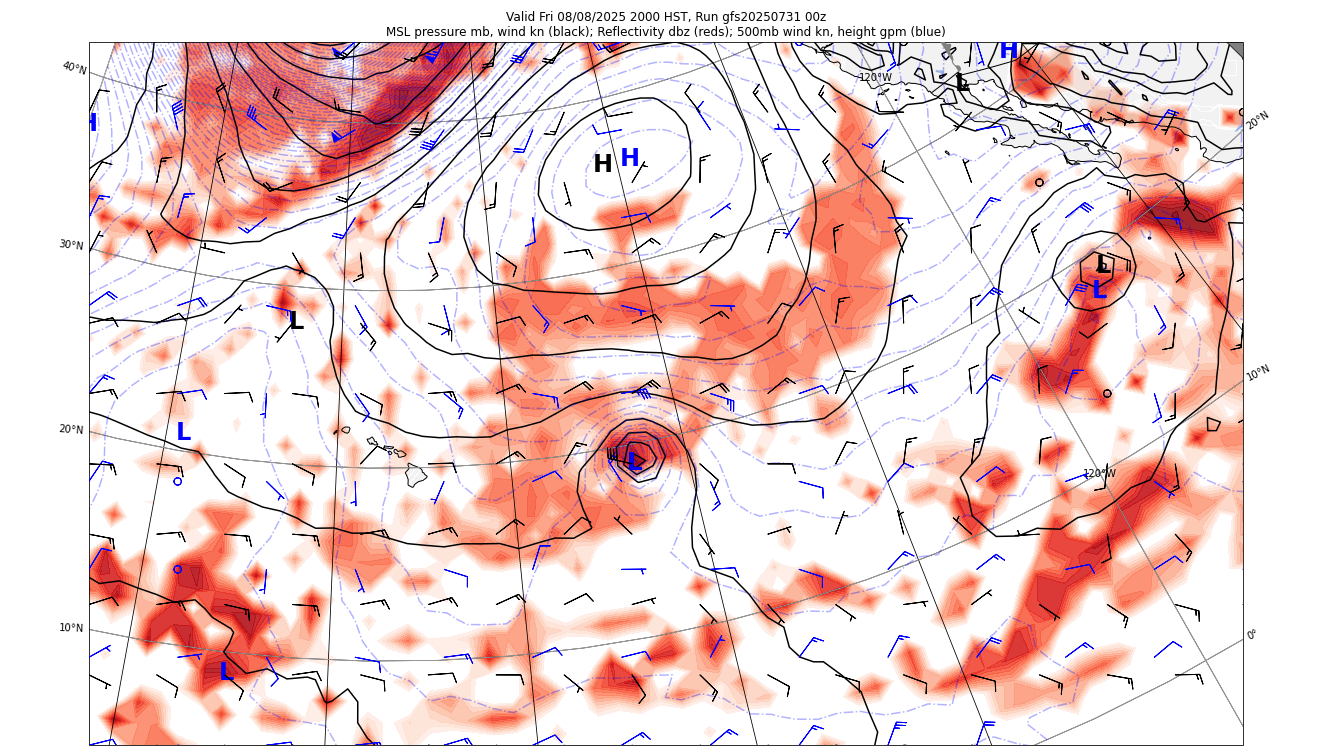 Valid Fri 08/08/2025 2000 HST, Run gfs20250731 00z
MSL pressure mb, wind kn (black); Reflectivity dbz (reds); 500mb wind kn, height gpm (blue)
H
40°N
120°W
L
20°N
H
H
H
30°N
L
L
L
10°N
20°N
L
L
120°W
10°N
0°
L